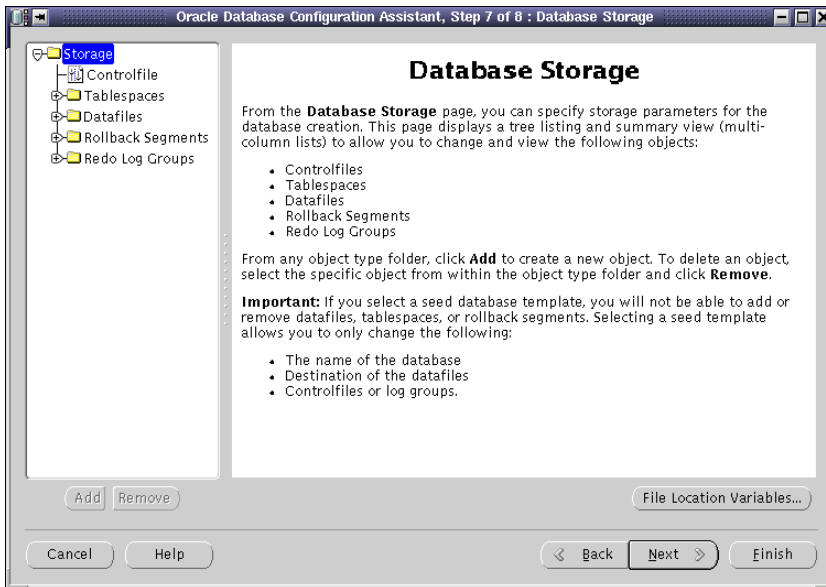 Oracle Database Configuration Assistant, Step 7 of 8 : Database Storage
Storage
Controlfile
Tablespaces
Datafiles
Rollback Segments
Redo Log Groups
Database Storage
From the Database Storage page, you can specify storage parameters for the
database creation. This page displays a tree listing and summary view (multi-
column lists) to allow you to change and view the following objects:
Controlfiles
Tablespaces
Datafiles
Rollback Segments
Redo Log Groups
From any object type folder, click Add to create a new object. To delete an object,
select the specific object from within the object type folder and click Remove.
Important: If you select a seed database template, you will not be able to add or
remove datafiles, tablespaces, or rollback segments. Selecting a seed template
allows you to only change the following:
The name of the database
Destination of the datafiles
Controlfiles or log groups.
Add Remove File Location Variables...
Cancel Help Back Next Finish